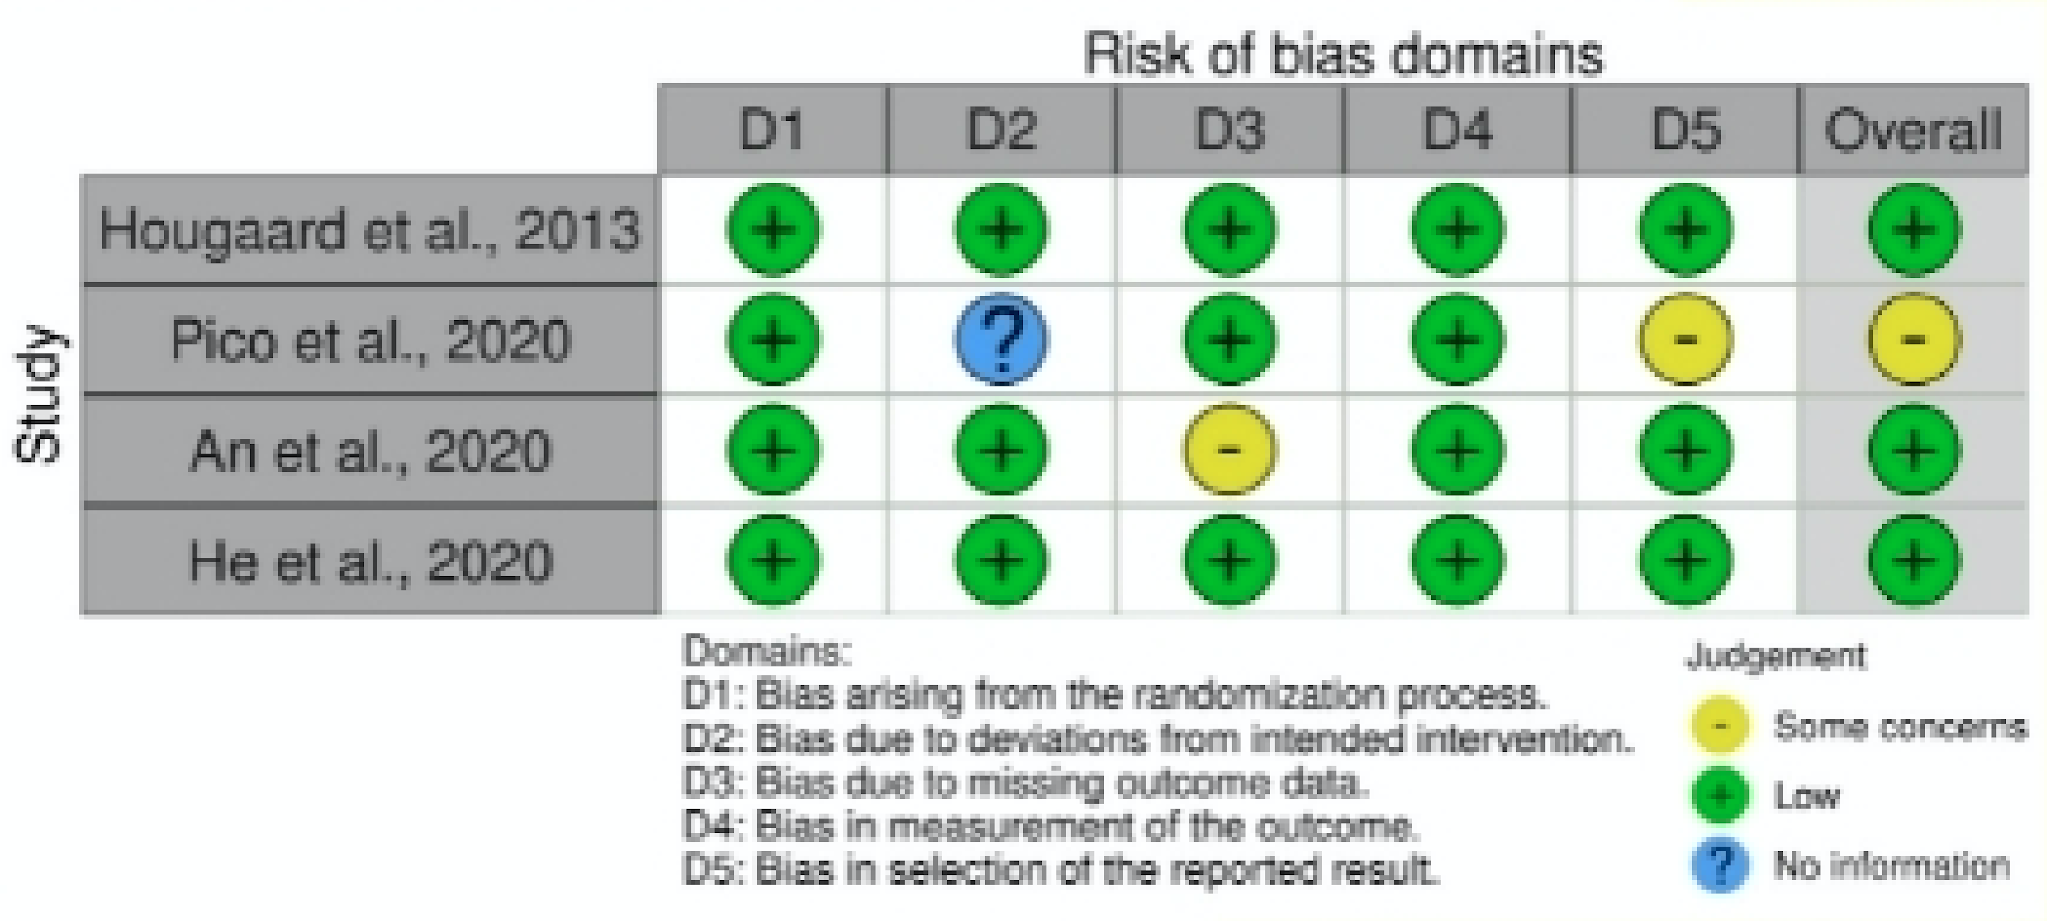 Risk of bias domains
D1 D2 D3 D4 D5 Overall
Study
Hougaard et al., 2013 + + + + + +
Pico et al., 2020 + ? + + - -
An et al., 2020 + + - + + +
He et al., 2020 + + + + + +
Domains:
D1: Bias arising from the randomization process.
D2: Bias due to deviations from intended intervention.
D3: Bias due to missing outcome data.
D4: Bias in measurement of the outcome.
D5: Bias in selection of the reported result.
Judgement
- Some concerns
+ Low
? No information